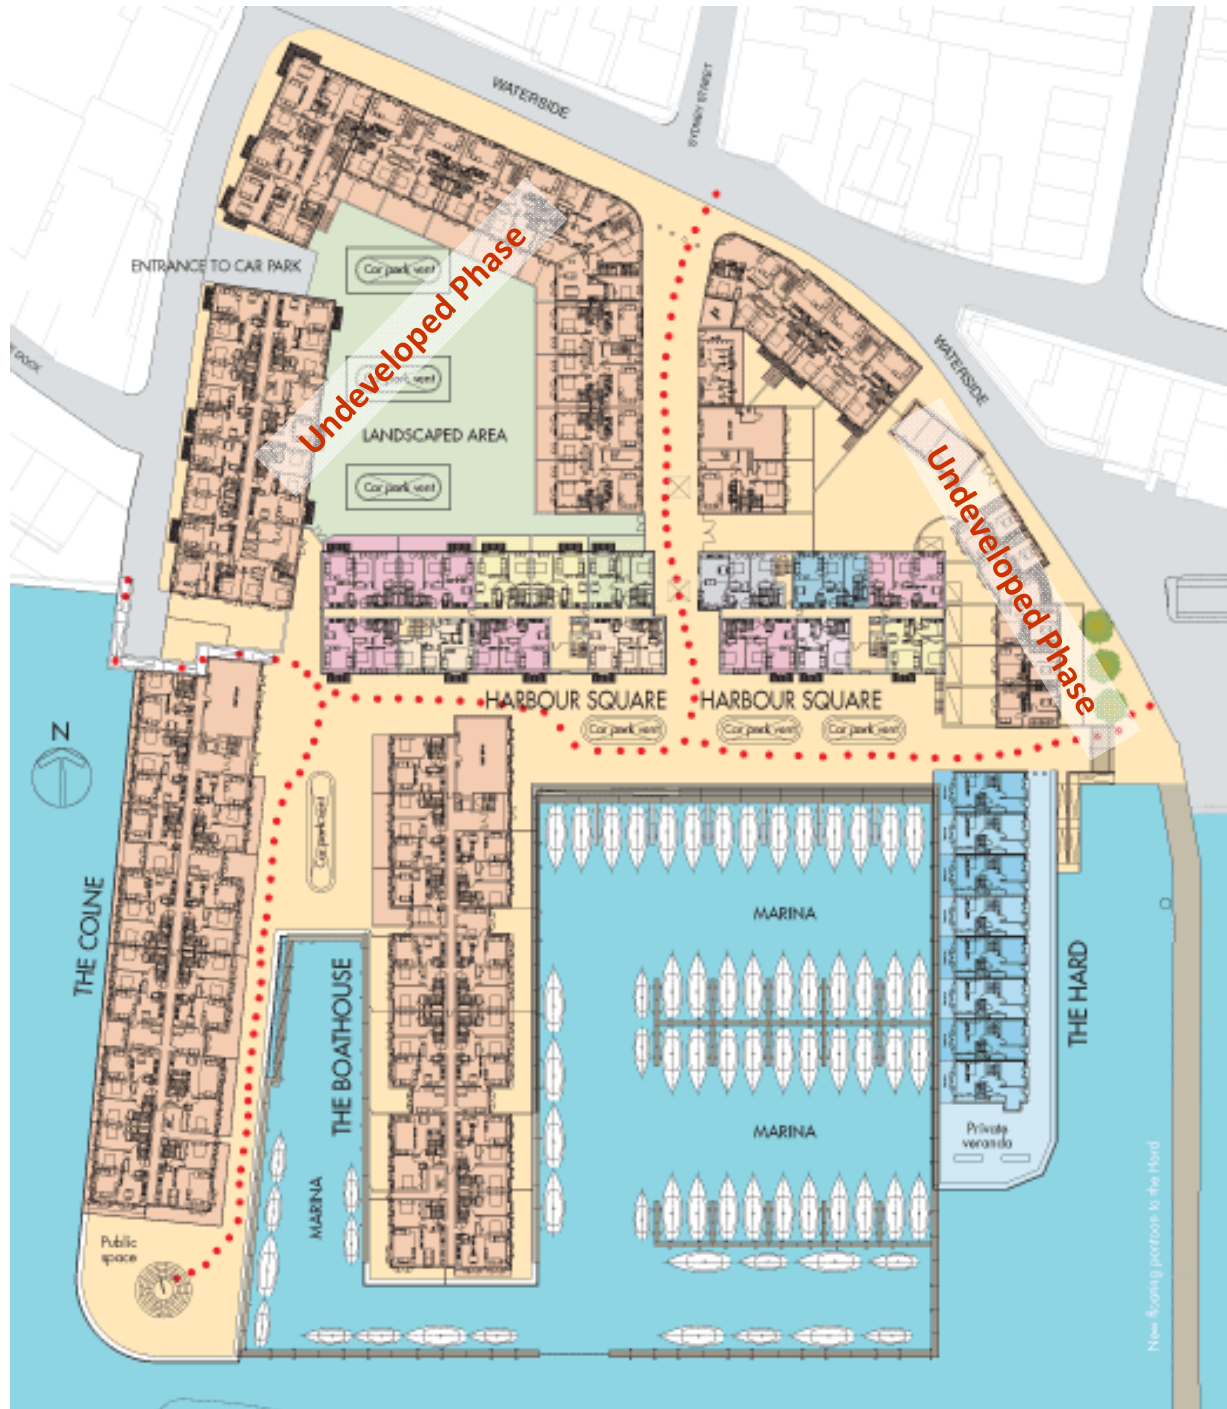 WATERSIDE
SYDNEY STREET
ENTRANCE TO CAR PARK
Car park vent
Undeveloped Phase
Car park vent
WATERSIDE
DOCK
LANDSCAPED AREA
Car park vent
Undeveloped Phase
HARBOUR SQUARE
HARBOUR SQUARE
Car park vent
Car park vent
Car park vent
N
Car park vent
THE COLNE
MARINA
THE BOATHOUSE
THE HARD
MARINA
Private
veranda
MARINA
Public
space
New floating pontoon to the Hard